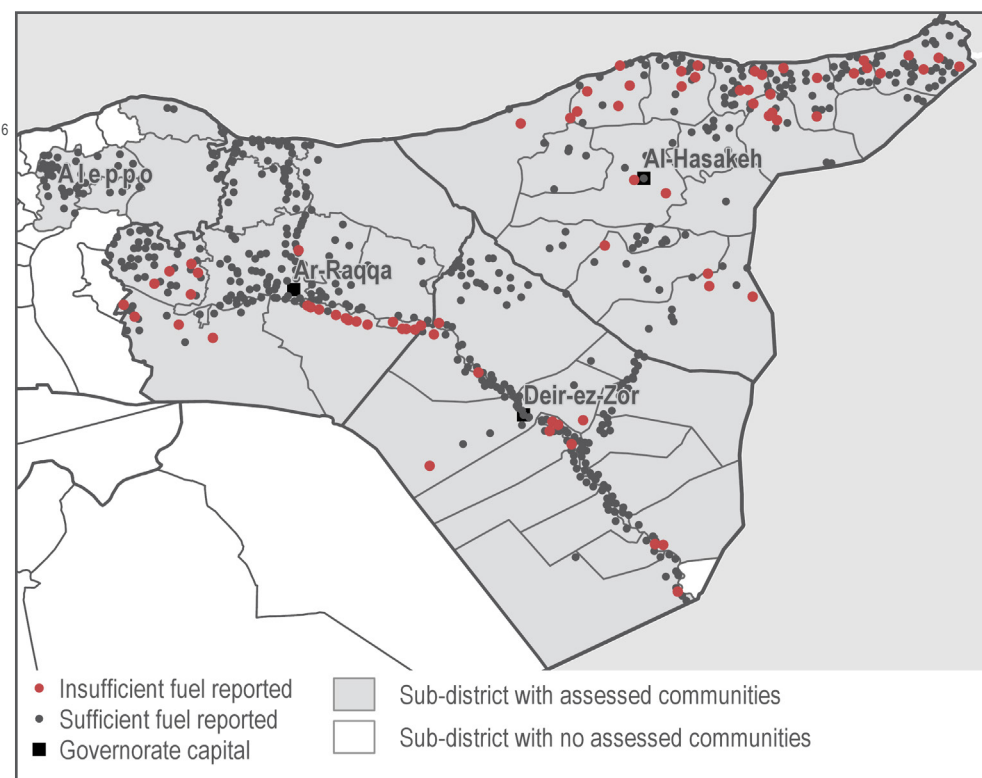 6
Al-Hasakeh
Aleppo
Ar-Raqqa
Deir-ez-Zor
Insufficient fuel reported
Sufficient fuel reported
Governorate capital
Sub-district with assessed communities
Sub-district with no assessed communities